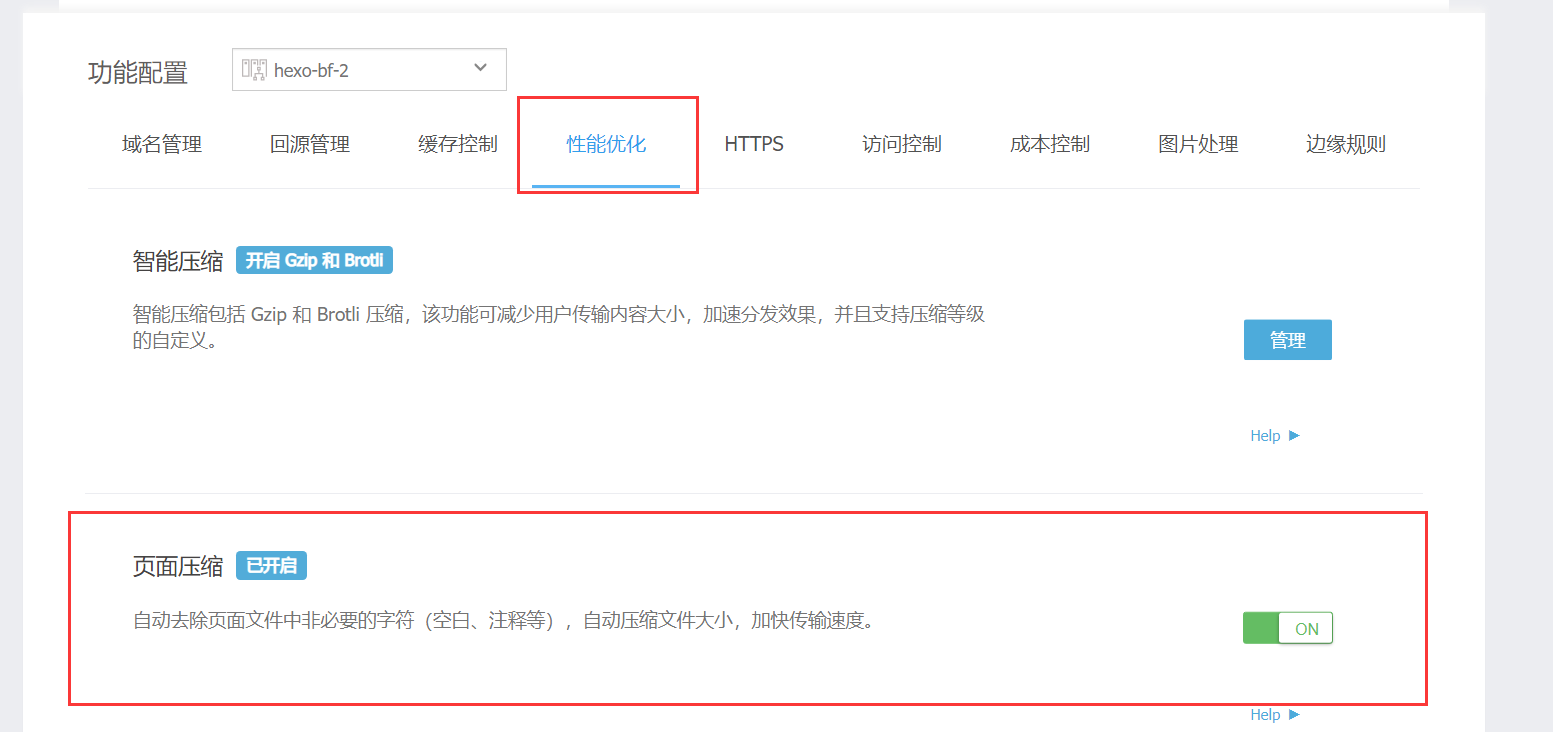 功能配置
hexo-bf-2
域名管理
回源管理
缓存控制
性能优化
HTTPS
访问控制
成本控制
图片处理
边缘规则
智能压缩
开启 Gzip 和 Brotli
智能压缩包括 Gzip 和 Brotli 压缩，该功能可减少用户传输内容大小，加速分发效果，并且支持压缩等级
的自定义。
管理
Help
页面压缩
已开启
自动去除页面文件中非必要的字符（空白、注释等），自动压缩文件大小，加快传输速度。
ON
Help